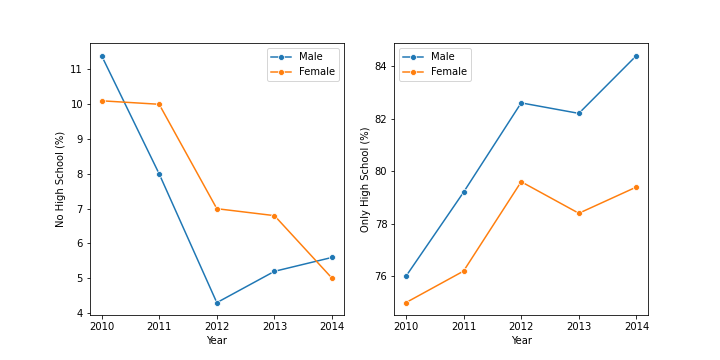 No High School (%)
11
10
9
8
7
6
5
4
2010 2011 2012 2013 2014
Year
Male
Female
Only High School (%)
84
82
80
78
76
2010 2011 2012 2013 2014
Year
Male
Female